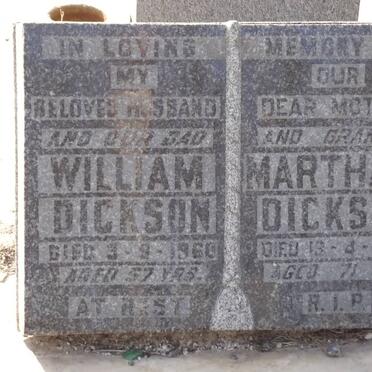 IN LOVING MEMORY
MY
BELOVED HUSBAND
AND OUR DAD
WILLIAM
DICKSON
DIED 3-9-1960
AGED 57 YRS.
AT REST
OUR
DEAR MOT
AND GRAN
MARTH
DICKS
DIED 13-4-
AGED 71
R.I.P